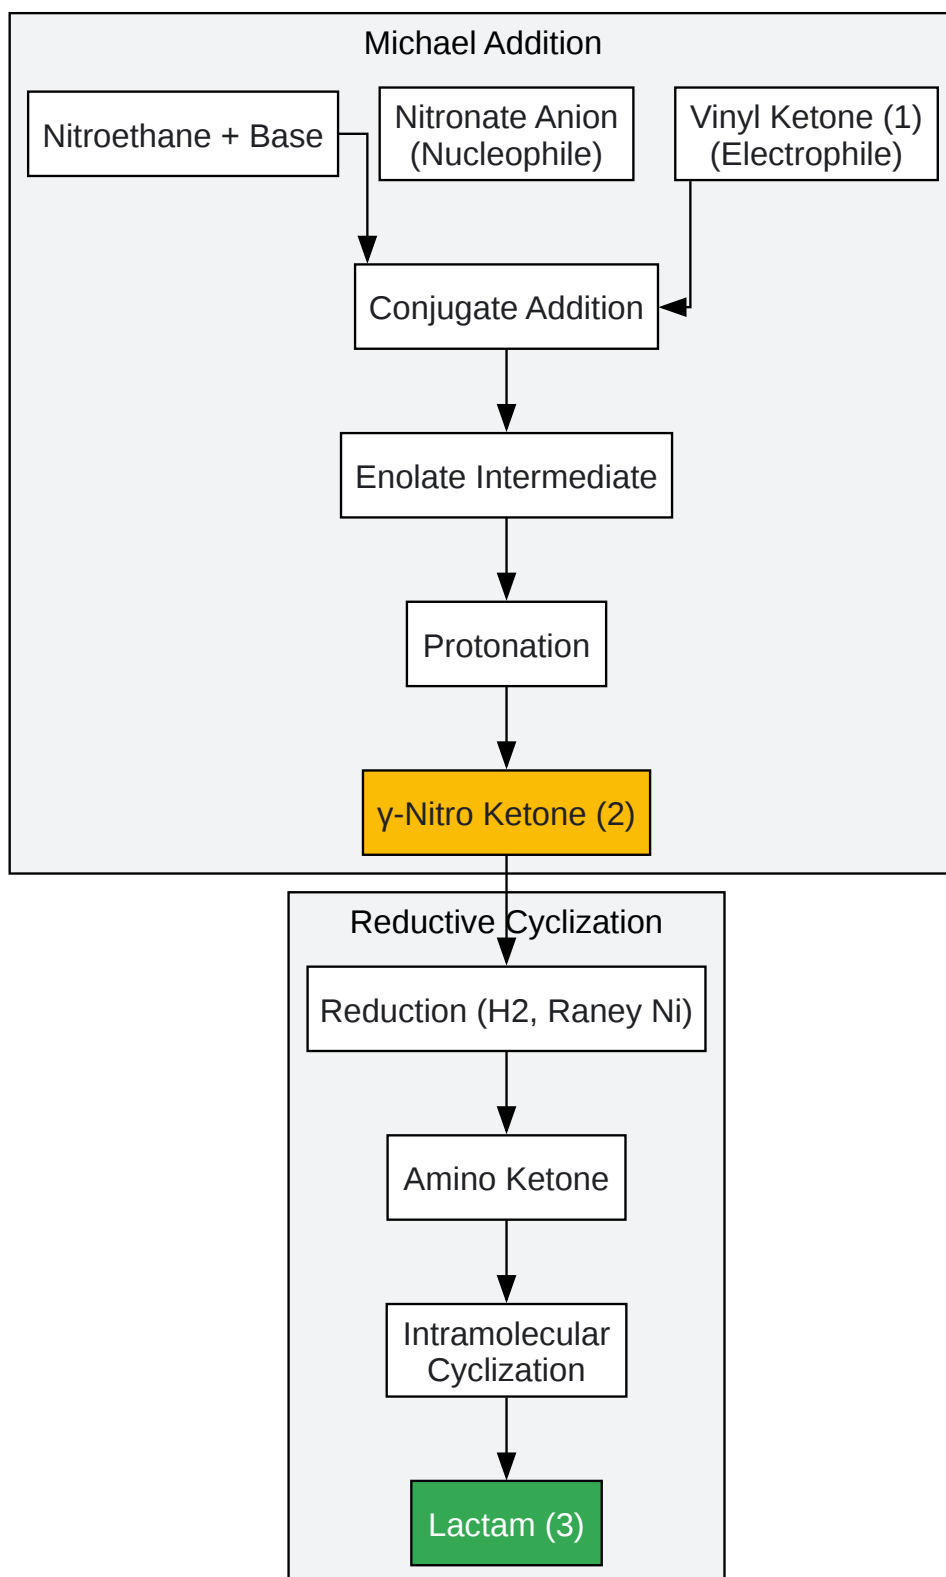 Michael Addition
Nitroethane + Base
Nitronate Anion
(Nucleophile)
Vinyl Ketone (1)
(Electrophile)
Conjugate Addition
Enolate Intermediate
Protonation
γ-Nitro Ketone (2)
Reductive Cyclization
Reduction (H2, Raney Ni)
Amino Ketone
Intramolecular
Cyclization
Lactam (3)